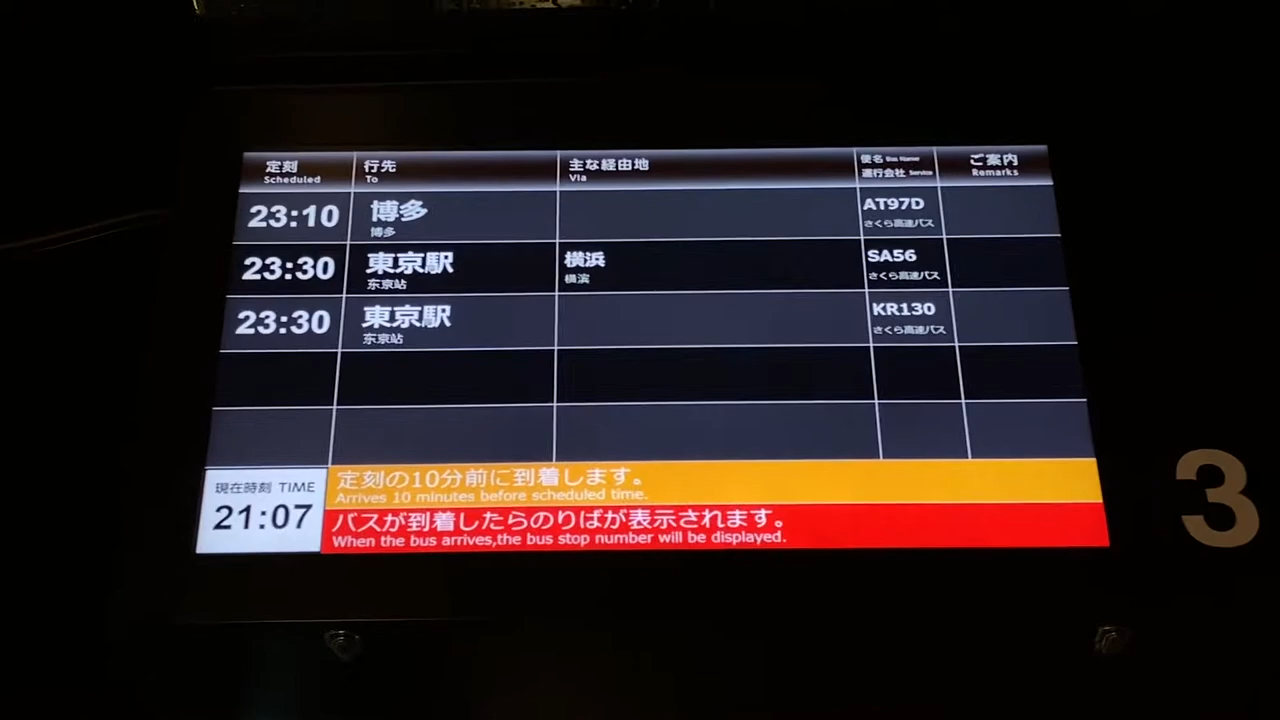 定刻 行先 主な経由地 便名 Bus Name ご案内
Scheduled To Via 運行会社 Service Remarks
23:10 博多 AT97D
博多 さくら高速バス
23:30 東京駅 横浜 SA56
东京站 横滨 さくら高速バス
23:30 東京駅 KR130
东京站 さくら高速バス
現在時刻 TIME
21:07
定刻の10分前に到着します。
Arrives 10 minutes before scheduled time.
バスが到着したらのりばが表示されます。
When the bus arrives,the bus stop number will be displayed.
3